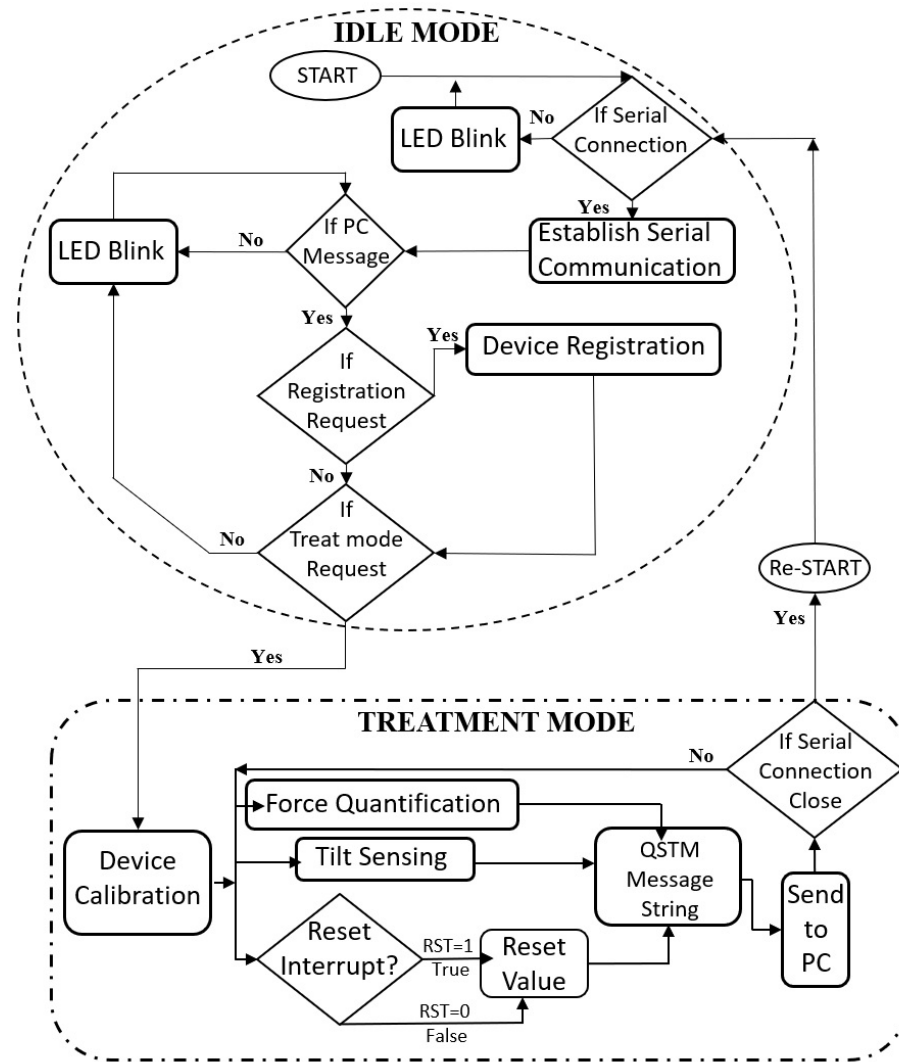 IDLE MODE
START
If Serial
Connection
No
LED Blink
Yes
Establish Serial
Communication
If PC
Message
No
LED Blink
Yes
If
Registration
Request
Yes
Device Registration
No
If
Treat mode
Request
No
Yes
Re-START
Yes
TREATMENT MODE
If Serial
Connection
Close
No
Force Quantification
Device
Calibration
Tilt Sensing
QSTM
Message
String
Send
to
PC
Reset
Interrupt?
RST=1
True
Reset
Value
RST=0
False